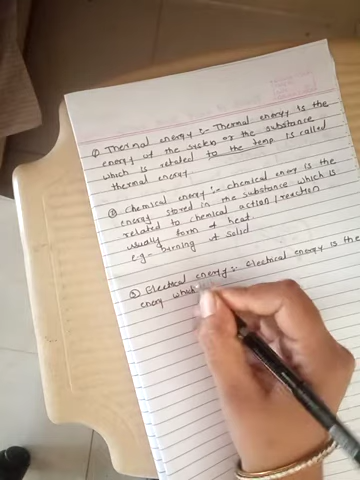 ① Thermal energy :- Thermal energy is the
energy of the system or the substance
which is related to the temp is called
thermal energy.
② Chemical energy :- chemical enery is the
energy stored in the substance which is
related to chemical action / reaction
usually form of heat.
e.g- burning of solid
③ Electrical energy :- Electrical energy is the
enery which